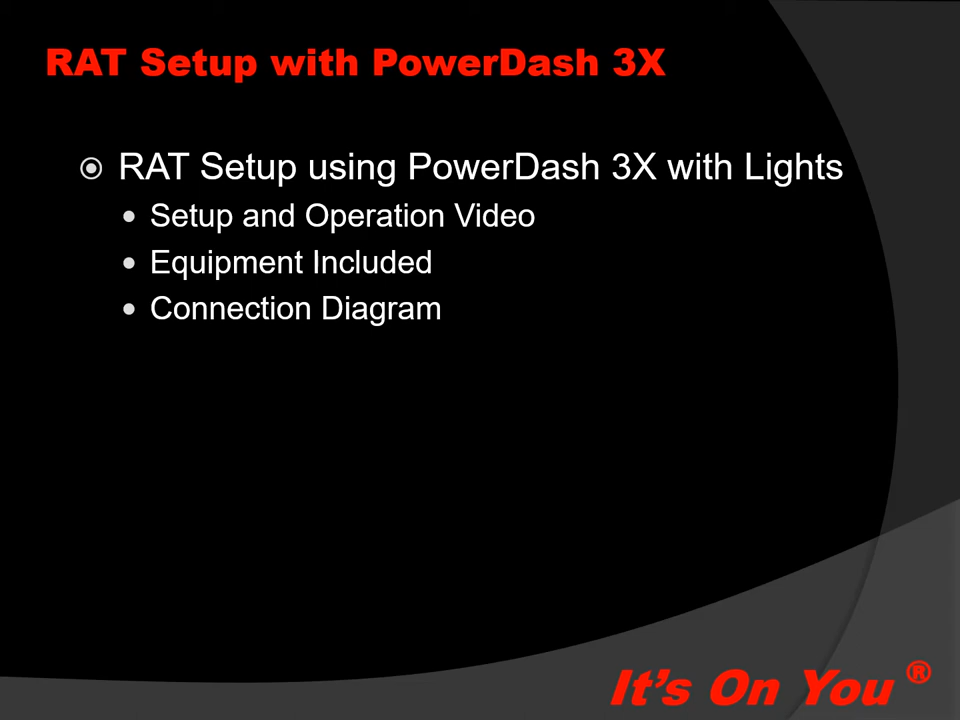 RAT Setup with PowerDash 3X
RAT Setup using PowerDash 3X with Lights
Setup and Operation Video
Equipment Included
Connection Diagram
It's On You ®